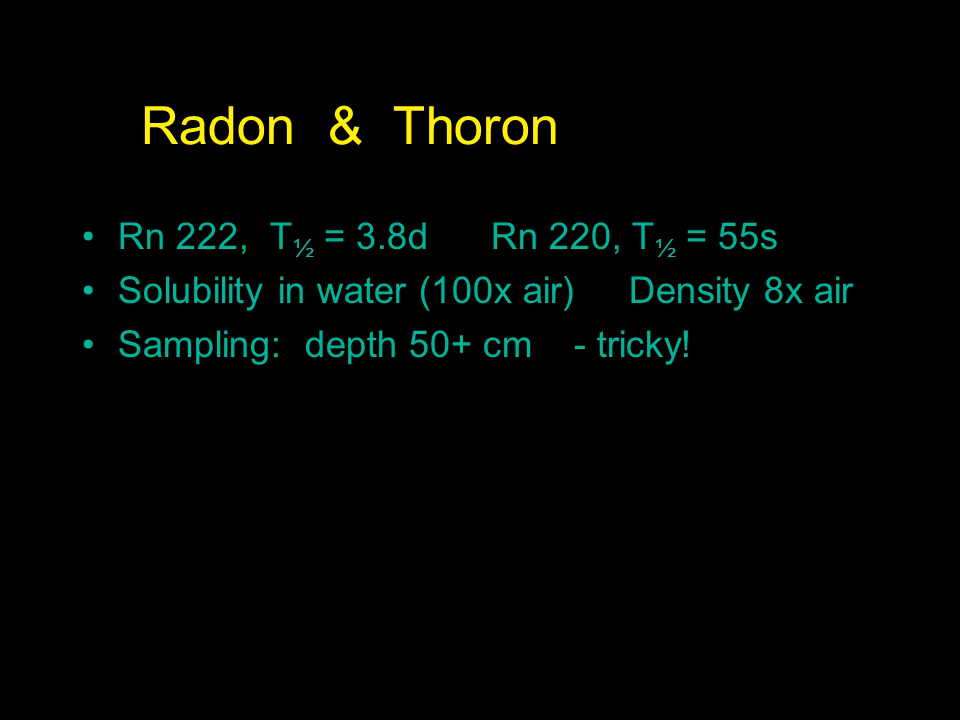 Radon & Thoron
• Rn 222, T½ = 3.8d Rn 220, T½ = 55s
• Solubility in water (100x air) Density 8x air
• Sampling: depth 50+ cm - tricky!